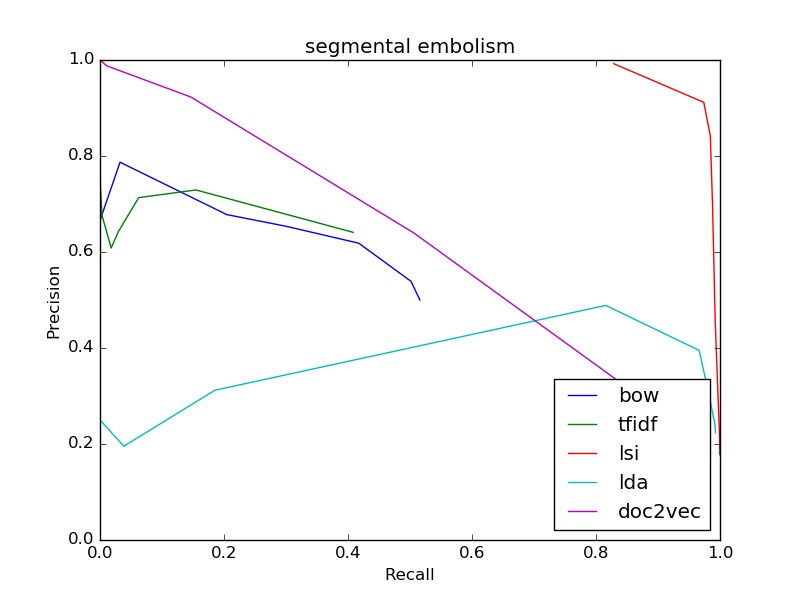 segmental embolism
1.0
0.8
0.6
0.4
0.2
0.0
Precision
0.0 0.2 0.4 0.6 0.8 1.0
Recall
bow
tfidf
lsi
lda
doc2vec